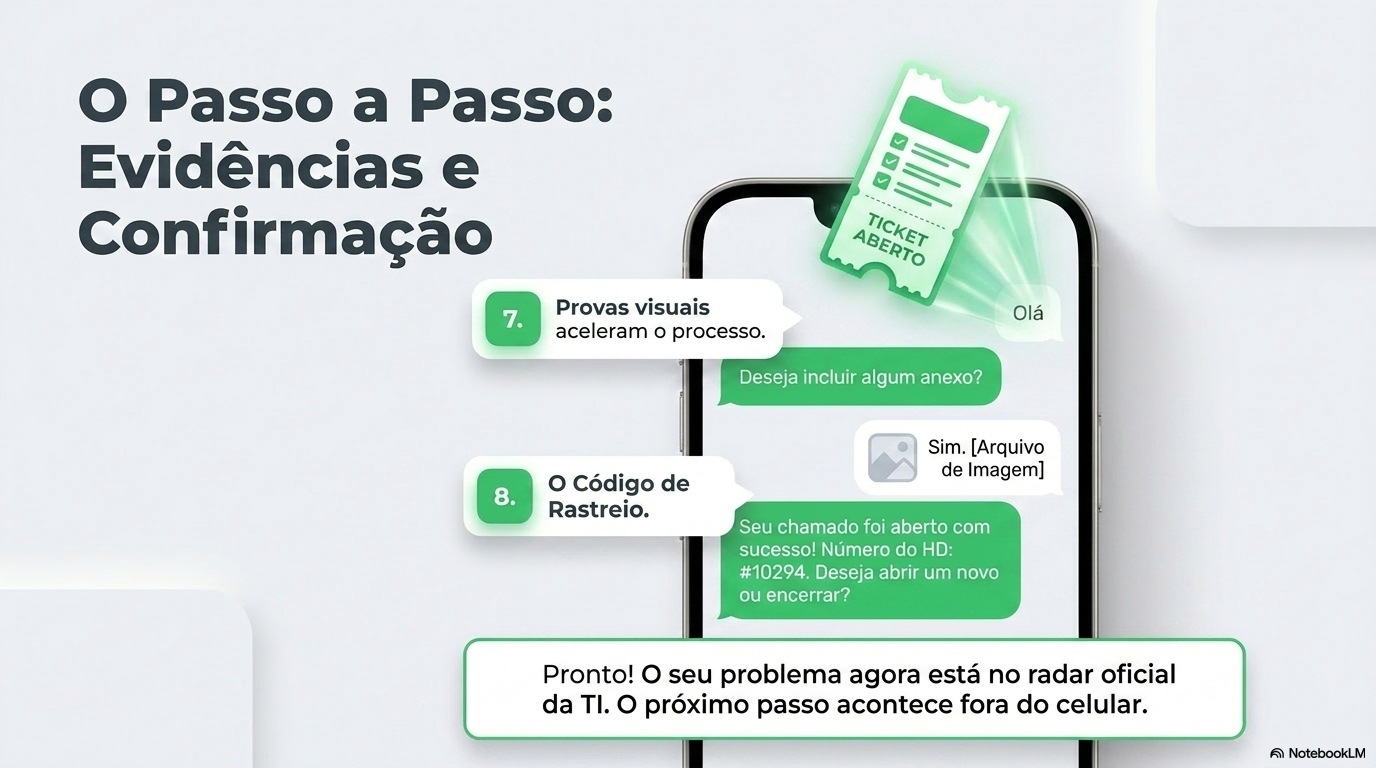 O Passo a Passo:
Evidências e
Confirmação
TICKET
ABERTO
Olá
7.
Provas visuais
aceleram o processo.
Deseja incluir algum anexo?
Sim. [Arquivo
de Imagem]
8.
O Código de
Rastreio.
Seu chamado foi aberto com
sucesso! Número do HD:
#10294. Deseja abrir um novo
ou encerrar?
Pronto! O seu problema agora está no radar oficial
da TI. O próximo passo acontece fora do celular.
NotebookLM